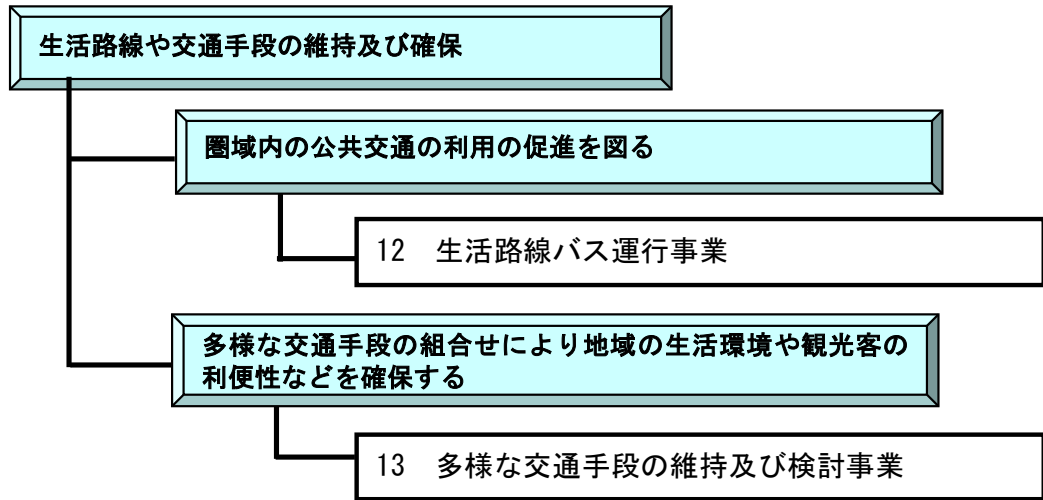 生活路線や交通手段の維持及び確保
圏域内の公共交通の利用の促進を図る
12　生活路線バス運行事業
多様な交通手段の組合せにより地域の生活環境や観光客の
利便性などを確保する
13　多様な交通手段の維持及び検討事業